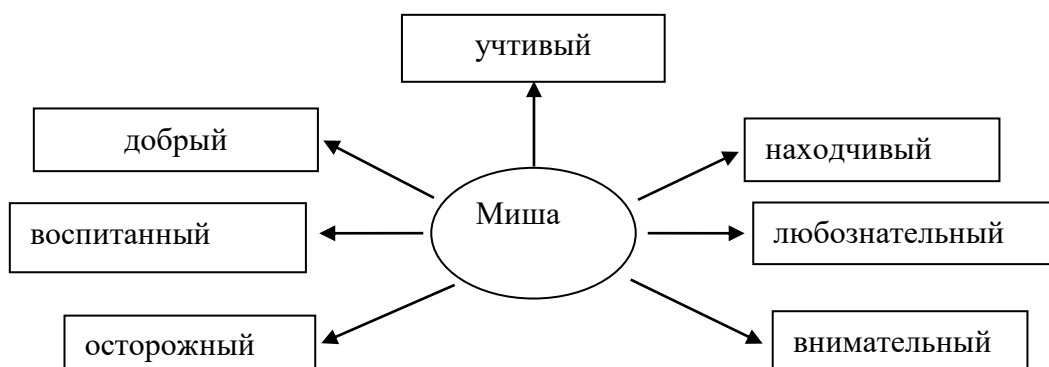 учтивый
добрый
находчивый
Миша
воспитанный
любознательный
осторожный
внимательный